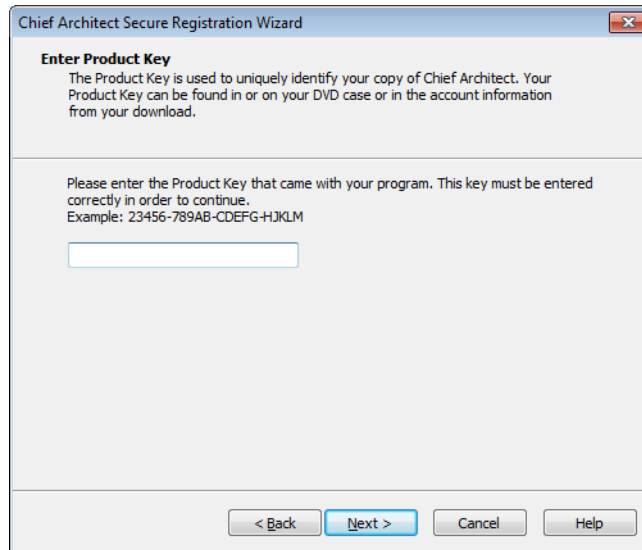 Chief Architect Secure Registration Wizard
Enter Product Key
The Product Key is used to uniquely identify your copy of Chief Architect. Your
Product Key can be found in or on your DVD case or in the account information
from your download.
Please enter the Product Key that came with your program. This key must be entered
correctly in order to continue.
Example: 23456-789AB-CDEFG-HJKLM
< Back Next > Cancel Help